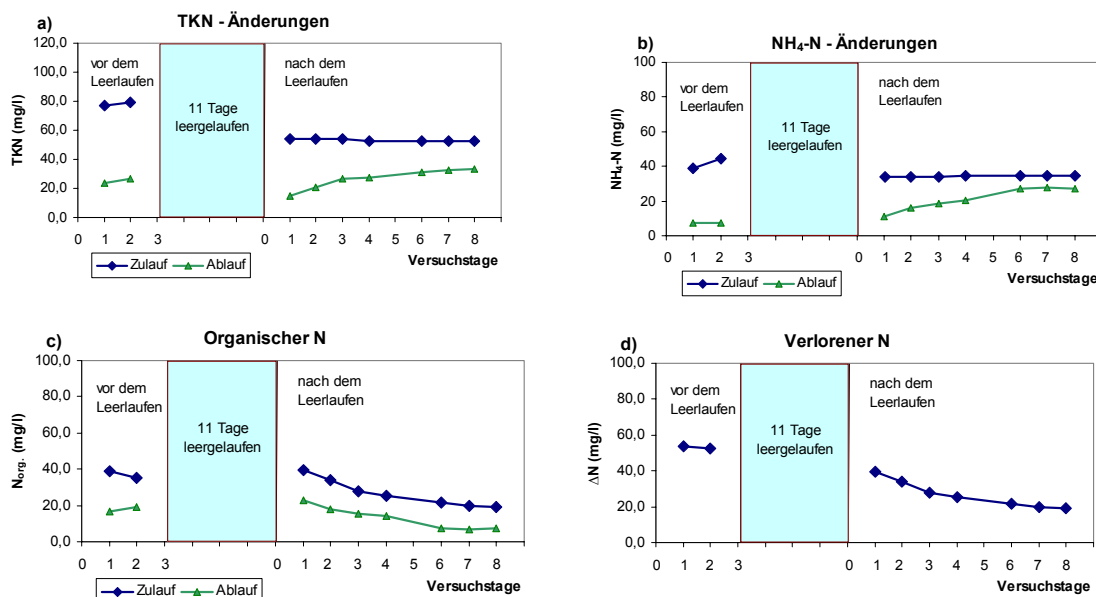 a)
TKN - Änderungen
120,0
100,0
80,0
60,0
40,0
20,0
0,0
TKN (mg/l)
vor dem
Leerlaufen
11 Tage
leergelaufen
nach dem
Leerlaufen
0 1 2 3 0 1 2 3 4 5 6 7 8
Versuchstage
Zulauf Ablauf
b)
NH₄-N - Änderungen
100
80
60
40
20
0
NH₄-N (mg/l)
vor dem
Leerlaufen
11 Tage
leergelaufen
nach dem
Leerlaufen
0 1 2 3 0 1 2 3 4 5 6 7 8
Versuchstage
Zulauf Ablauf
c)
Organischer N
100,0
80,0
60,0
40,0
20,0
0,0
Norg. (mg/l)
vor dem
Leerlaufen
11 Tage
leergelaufen
nach dem
Leerlaufen
0 1 2 3 0 1 2 3 4 5 6 7 8
Versuchstage
Zulauf Ablauf
d)
Verlorener N
100,0
80,0
60,0
40,0
20,0
0,0
ΔN (mg/l)
vor dem
Leerlaufen
11 Tage
leergelaufen
nach dem
Leerlaufen
0 1 2 3 0 1 2 3 4 5 6 7 8
Versuchstage